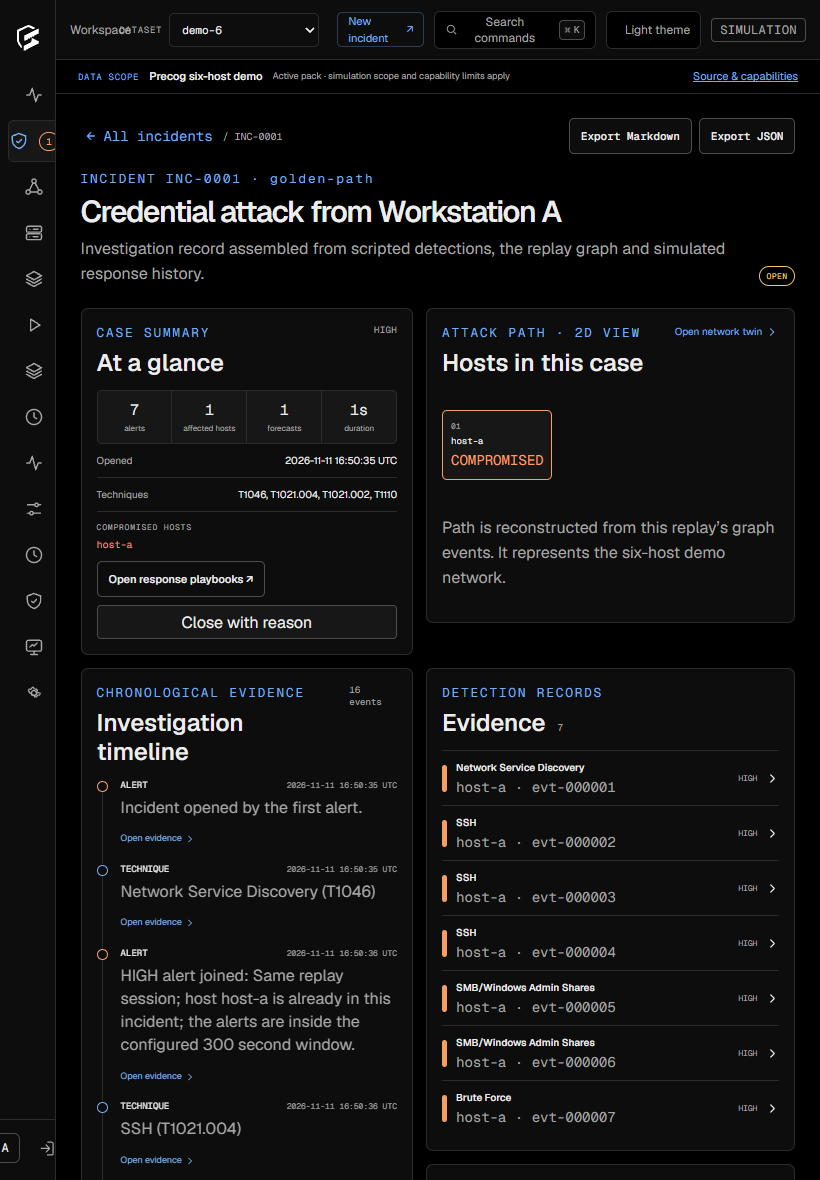 Workspace
DATASET
demo-6
New incident ↗
Search commands
⌘ K
Light theme
SIMULATION
DATA SCOPE Precog six-host demo Active pack · simulation scope and capability limits apply
Source & capabilities
1
← All incidents / INC-0001
Export Markdown
Export JSON
INCIDENT INC-0001 · golden-path
Credential attack from Workstation A
Investigation record assembled from scripted detections, the replay graph and simulated
response history.
OPEN
CASE SUMMARY
HIGH
At a glance
7 alerts
1 affected hosts
1 forecasts
1s duration
Opened 2026-11-11 16:50:35 UTC
Techniques T1046, T1021.004, T1021.002, T1110
COMPROMISED HOSTS
host-a
Open response playbooks ↗
Close with reason
ATTACK PATH · 2D VIEW
Open network twin
Hosts in this case
01
host-a
COMPROMISED
Path is reconstructed from this replay's graph
events. It represents the six-host demo
network.
CHRONOLOGICAL EVIDENCE
16 events
Investigation
timeline
ALERT 2026-11-11 16:50:35 UTC
Incident opened by the first alert.
Open evidence
TECHNIQUE 2026-11-11 16:50:35 UTC
Network Service Discovery (T1046)
Open evidence
ALERT 2026-11-11 16:50:36 UTC
HIGH alert joined: Same replay
session; host host-a is already in this
incident; the alerts are inside the
configured 300 second window.
Open evidence
TECHNIQUE 2026-11-11 16:50:36 UTC
SSH (T1021.004)
Open evidence
DETECTION RECORDS
Evidence 7
Network Service Discovery
host-a · evt-000001
HIGH
SSH
host-a · evt-000002
HIGH
SSH
host-a · evt-000003
HIGH
SSH
host-a · evt-000004
HIGH
SMB/Windows Admin Shares
host-a · evt-000005
HIGH
SMB/Windows Admin Shares
host-a · evt-000006
HIGH
Brute Force
host-a · evt-000007
HIGH
A